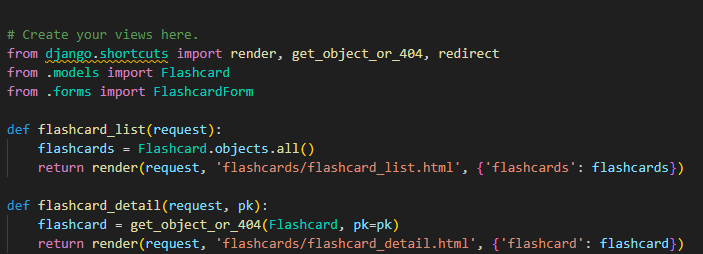 # Create your views here.
from django.shortcuts import render, get_object_or_404, redirect
from .models import Flashcard
from .forms import FlashcardForm
def flashcard_list(request):
    flashcards = Flashcard.objects.all()
    return render(request, 'flashcards/flashcard_list.html', {'flashcards': flashcards})
def flashcard_detail(request, pk):
    flashcard = get_object_or_404(Flashcard, pk=pk)
    return render(request, 'flashcards/flashcard_detail.html', {'flashcard': flashcard})